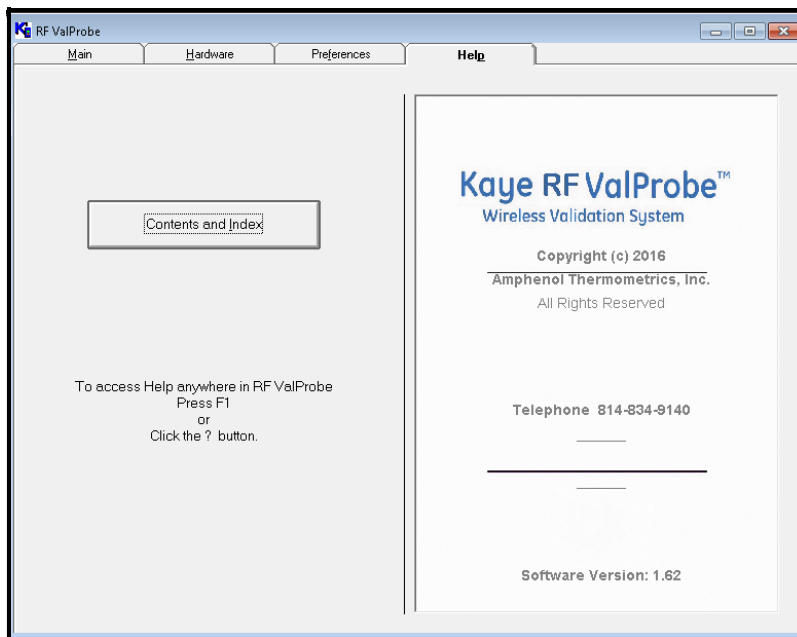 RF ValProbe
Main Hardware Preferences Help
Contents and Index
To access Help anywhere in RF ValProbe
Press F1
or
Click the ? button.
Kaye RF ValProbe™
Wireless Validation System
Copyright (c) 2016
Amphenol Thermometrics, Inc.
All Rights Reserved
Telephone 814-834-9140
Software Version: 1.62